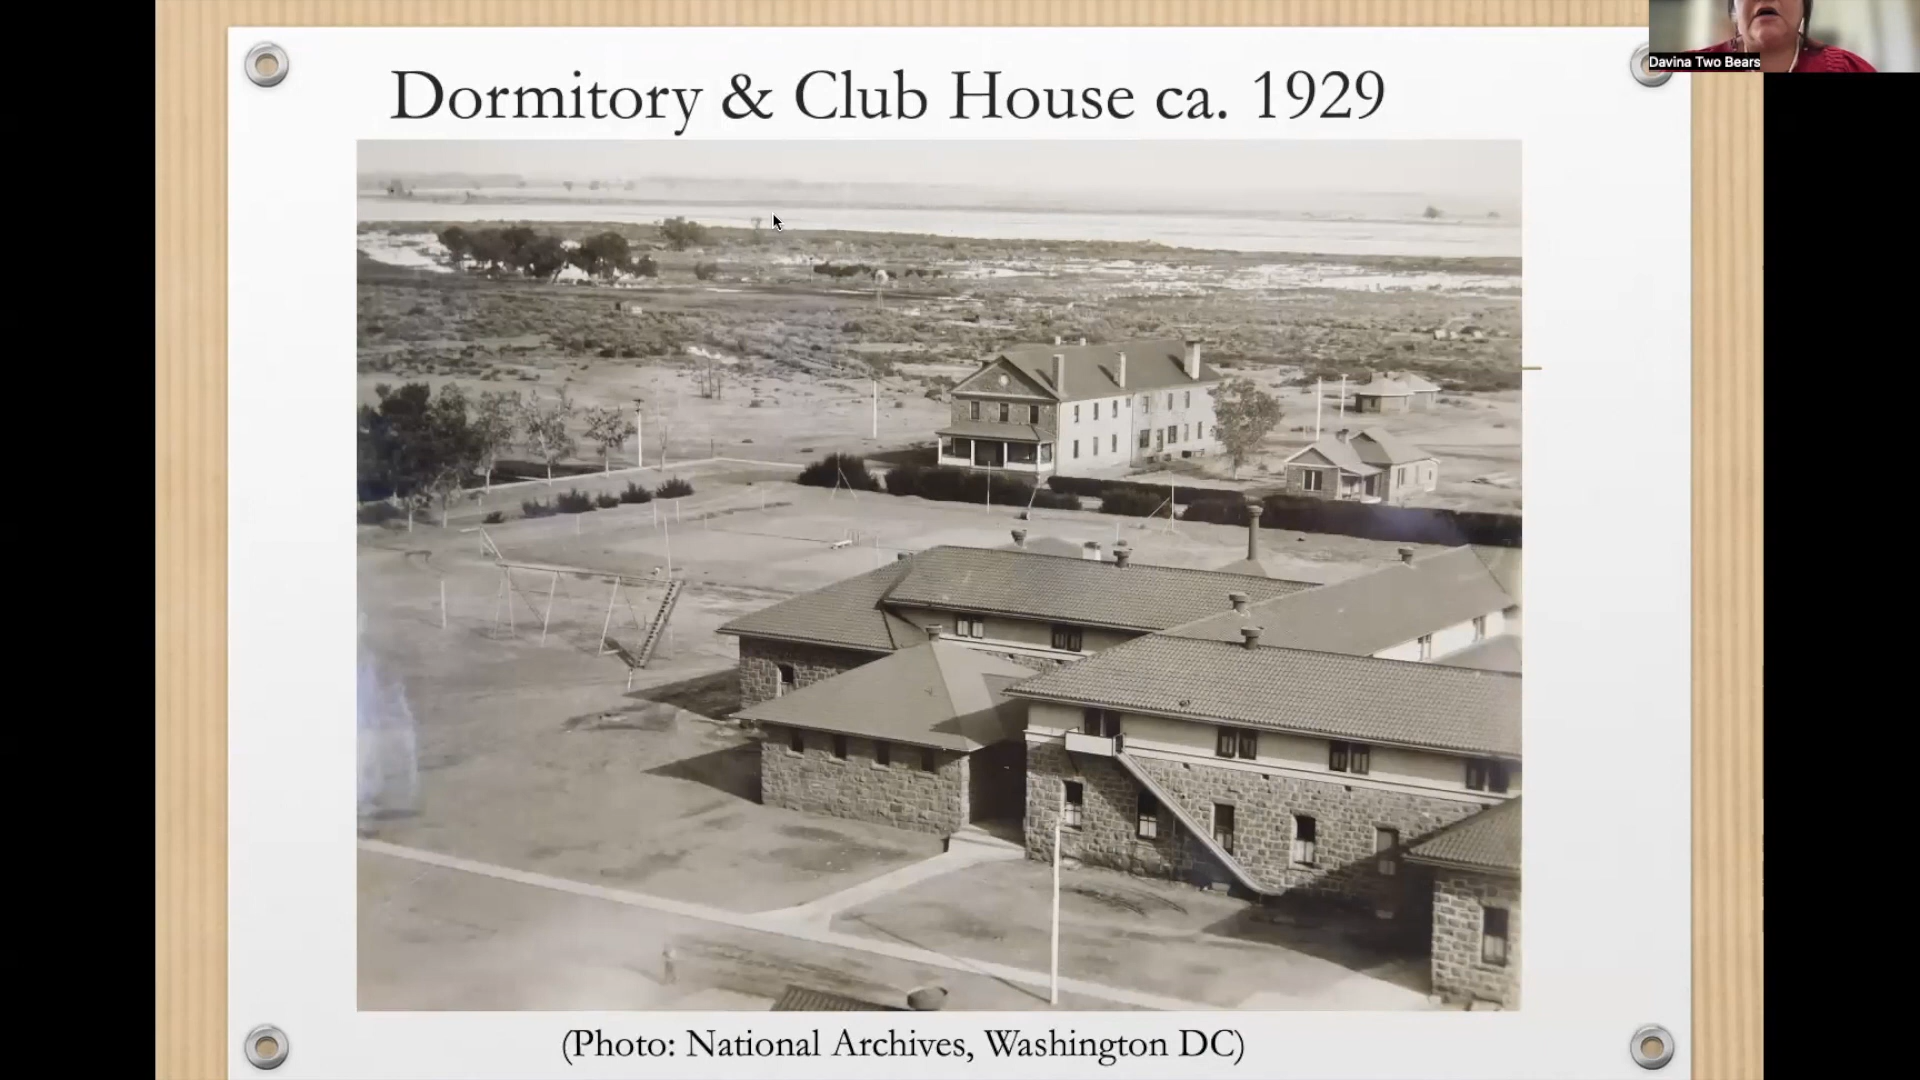 Davina Two Bears
Dormitory & Club House ca. 1929
(Photo: National Archives, Washington DC)